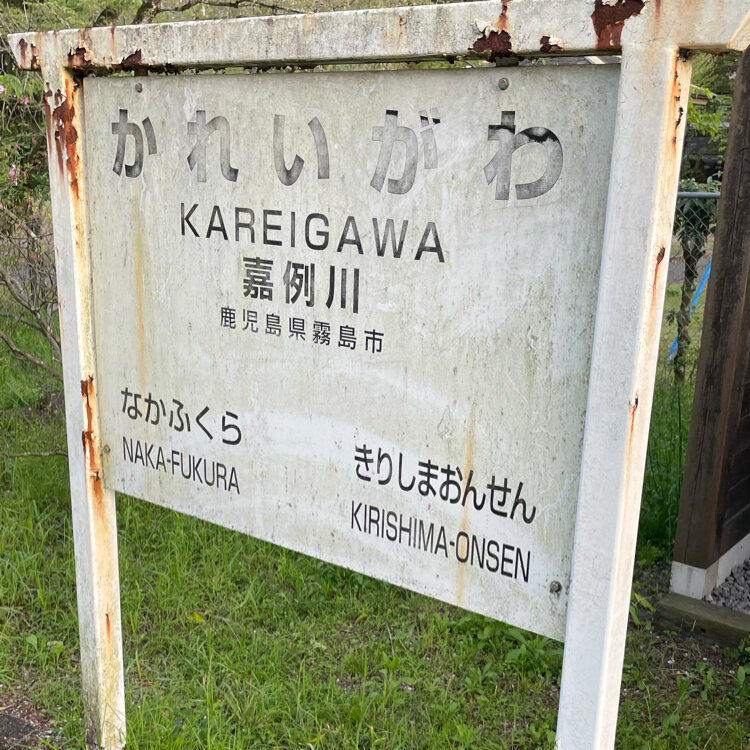 かれいがわ
KAREIGAWA
嘉例川
鹿児島県霧島市
なかふくら
NAKA-FUKURA
きりしまおんせん
KIRISHIMA-ONSEN